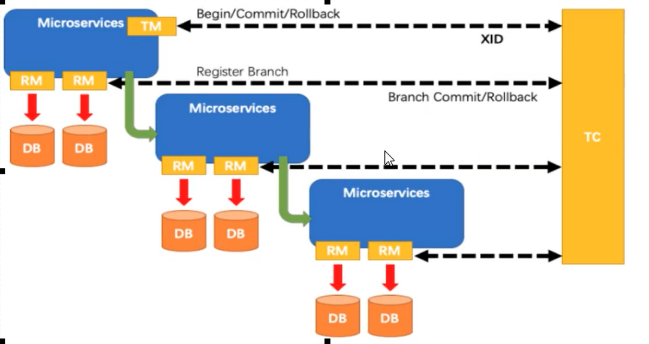 Begin/Commit/Rollback
Microservices
TM
XID
RM
RM
Register Branch
Branch Commit/Rollback
Microservices
DB
DB
TC
RM
RM
Microservices
DB
DB
RM
RM
DB
DB